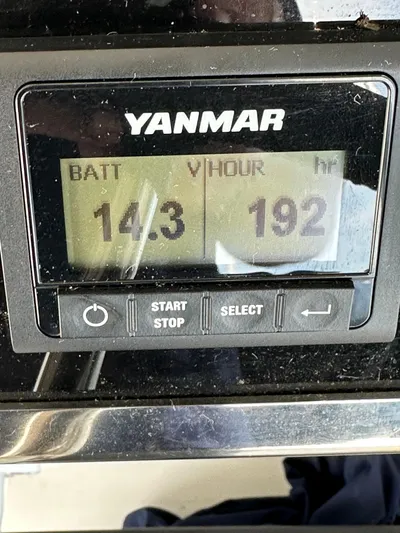 YANMAR
BATT V HOUR hr
14.3 192
START STOP SELECT